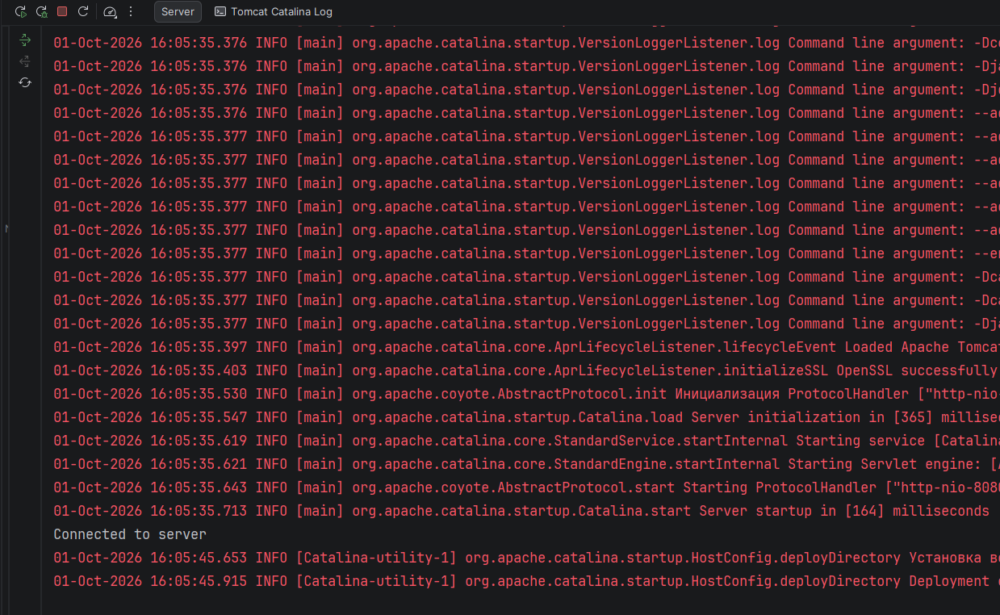 Server Tomcat Catalina Log
01-Oct-2026 16:05:35.376 INFO [main] org.apache.catalina.startup.VersionLoggerListener.log Command line argument: -Dc
01-Oct-2026 16:05:35.376 INFO [main] org.apache.catalina.startup.VersionLoggerListener.log Command line argument: -Dj
01-Oct-2026 16:05:35.376 INFO [main] org.apache.catalina.startup.VersionLoggerListener.log Command line argument: -Dj
01-Oct-2026 16:05:35.376 INFO [main] org.apache.catalina.startup.VersionLoggerListener.log Command line argument: --a
01-Oct-2026 16:05:35.377 INFO [main] org.apache.catalina.startup.VersionLoggerListener.log Command line argument: --a
01-Oct-2026 16:05:35.377 INFO [main] org.apache.catalina.startup.VersionLoggerListener.log Command line argument: --a
01-Oct-2026 16:05:35.377 INFO [main] org.apache.catalina.startup.VersionLoggerListener.log Command line argument: --a
01-Oct-2026 16:05:35.377 INFO [main] org.apache.catalina.startup.VersionLoggerListener.log Command line argument: --a
01-Oct-2026 16:05:35.377 INFO [main] org.apache.catalina.startup.VersionLoggerListener.log Command line argument: --a
01-Oct-2026 16:05:35.377 INFO [main] org.apache.catalina.startup.VersionLoggerListener.log Command line argument: --e
01-Oct-2026 16:05:35.377 INFO [main] org.apache.catalina.startup.VersionLoggerListener.log Command line argument: -Dc
01-Oct-2026 16:05:35.377 INFO [main] org.apache.catalina.startup.VersionLoggerListener.log Command line argument: -Dc
01-Oct-2026 16:05:35.377 INFO [main] org.apache.catalina.startup.VersionLoggerListener.log Command line argument: -Dj
01-Oct-2026 16:05:35.397 INFO [main] org.apache.catalina.core.AprLifecycleListener.lifecycleEvent Loaded Apache Tomca
01-Oct-2026 16:05:35.403 INFO [main] org.apache.catalina.core.AprLifecycleListener.initializeSSL OpenSSL successfully
01-Oct-2026 16:05:35.530 INFO [main] org.apache.coyote.AbstractProtocol.init Инициализация ProtocolHandler ["http-nio-
01-Oct-2026 16:05:35.547 INFO [main] org.apache.catalina.startup.Catalina.load Server initialization in [365] millise
01-Oct-2026 16:05:35.619 INFO [main] org.apache.catalina.core.StandardService.startInternal Starting service [Catalin
01-Oct-2026 16:05:35.621 INFO [main] org.apache.catalina.core.StandardEngine.startInternal Starting Servlet engine: [
01-Oct-2026 16:05:35.643 INFO [main] org.apache.coyote.AbstractProtocol.start Starting ProtocolHandler ["http-nio-808
01-Oct-2026 16:05:35.713 INFO [main] org.apache.catalina.startup.Catalina.start Server startup in [164] milliseconds
Connected to server
01-Oct-2026 16:05:45.653 INFO [Catalina-utility-1] org.apache.catalina.startup.HostConfig.deployDirectory Установка в
01-Oct-2026 16:05:45.915 INFO [Catalina-utility-1] org.apache.catalina.startup.HostConfig.deployDirectory Deployment